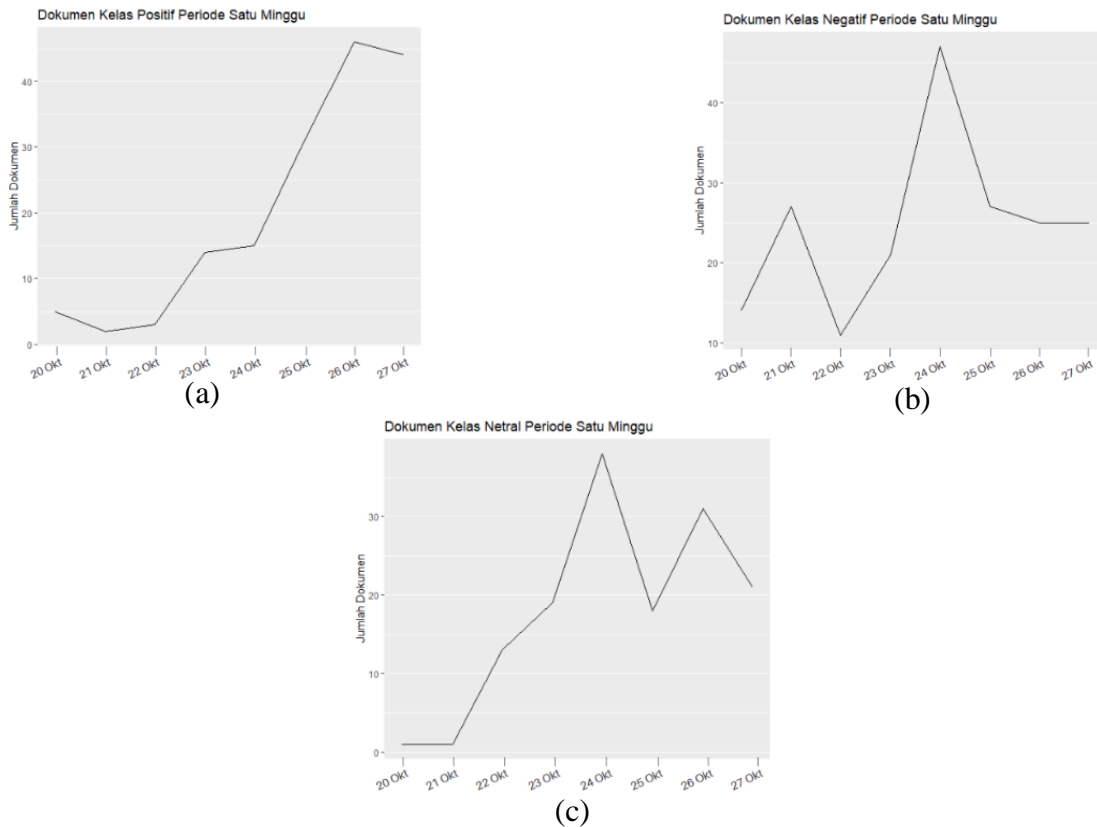 Dokumen Kelas Positif Periode Satu Minggu
Jumlah Dokumen
40
30
20
10
0
20 Okt 21 Okt 22 Okt 23 Okt 24 Okt 25 Okt 26 Okt 27 Okt
(a)
Dokumen Kelas Negatif Periode Satu Minggu
Jumlah Dokumen
40
30
20
10
20 Okt 21 Okt 22 Okt 23 Okt 24 Okt 25 Okt 26 Okt 27 Okt
(b)
Dokumen Kelas Netral Periode Satu Minggu
Jumlah Dokumen
30
20
10
0
20 Okt 21 Okt 22 Okt 23 Okt 24 Okt 25 Okt 26 Okt 27 Okt
(c)